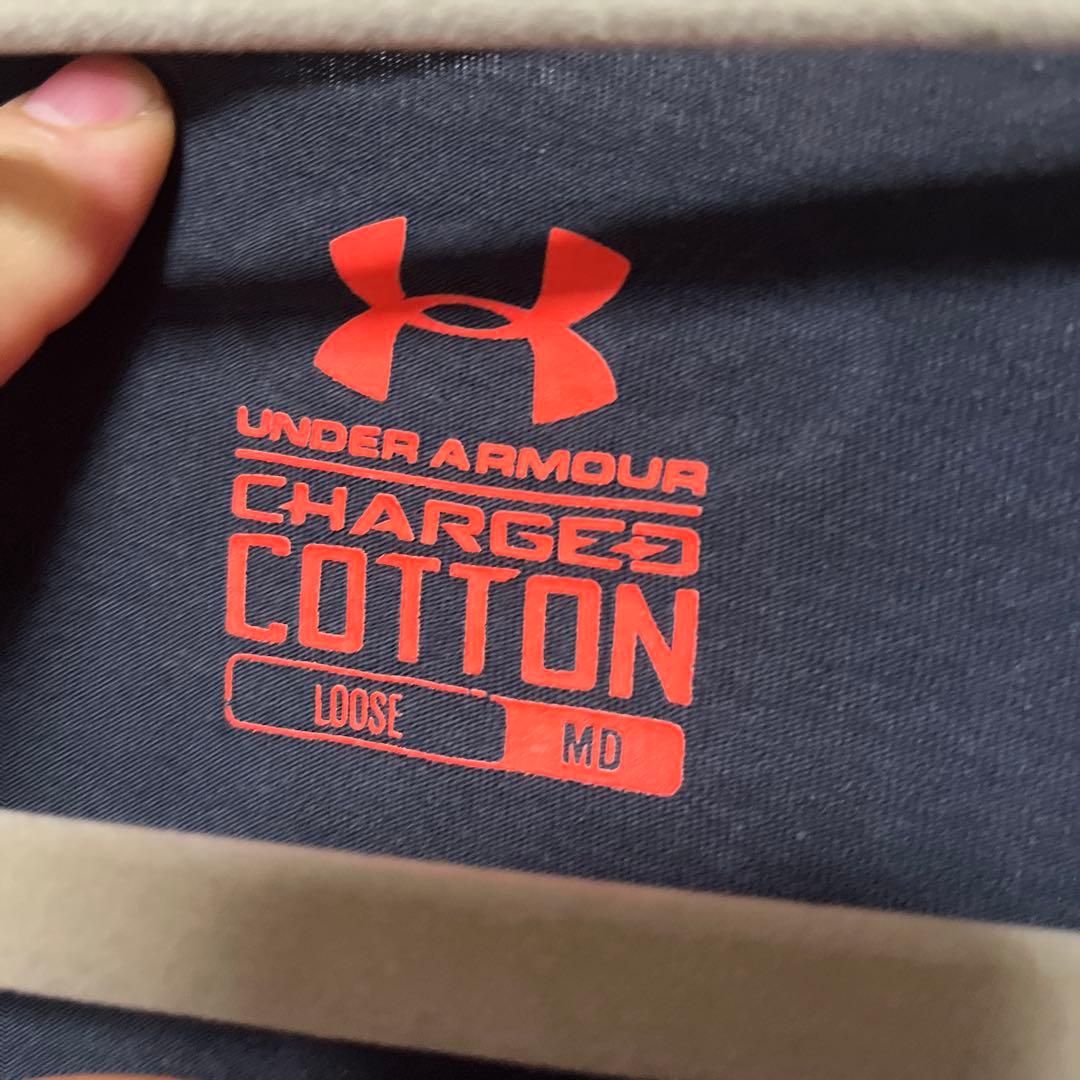 UNDER ARMOUR
CHARGED
COTTON
LOOSE MD